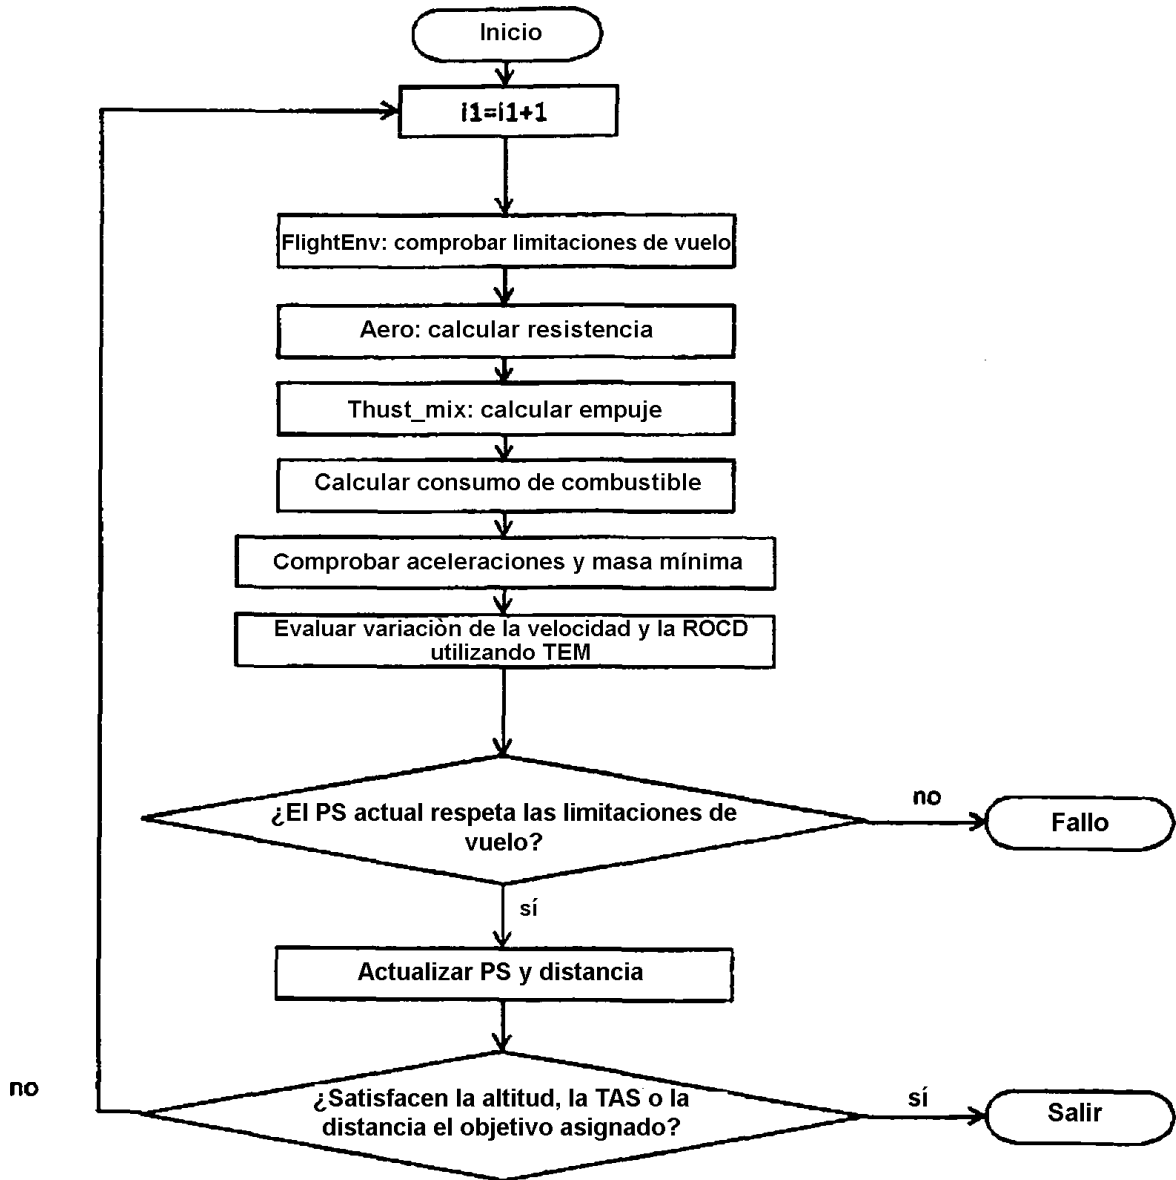 Inicio
i1=i1+1
FlightEnv: comprobar limitaciones de vuelo
Aero: calcular resistencia
Thust_mix: calcular empuje
Calcular consumo de combustible
Comprobar aceleraciones y masa mínima
Evaluar variaciòn de la velocidad y la ROCD
utilizando TEM
¿El PS actual respeta las limitaciones de
vuelo?
no
Fallo
sí
Actualizar PS y distancia
¿Satisfacen la altitud, la TAS o la
distancia el objetivo asignado?
no
sí
Salir